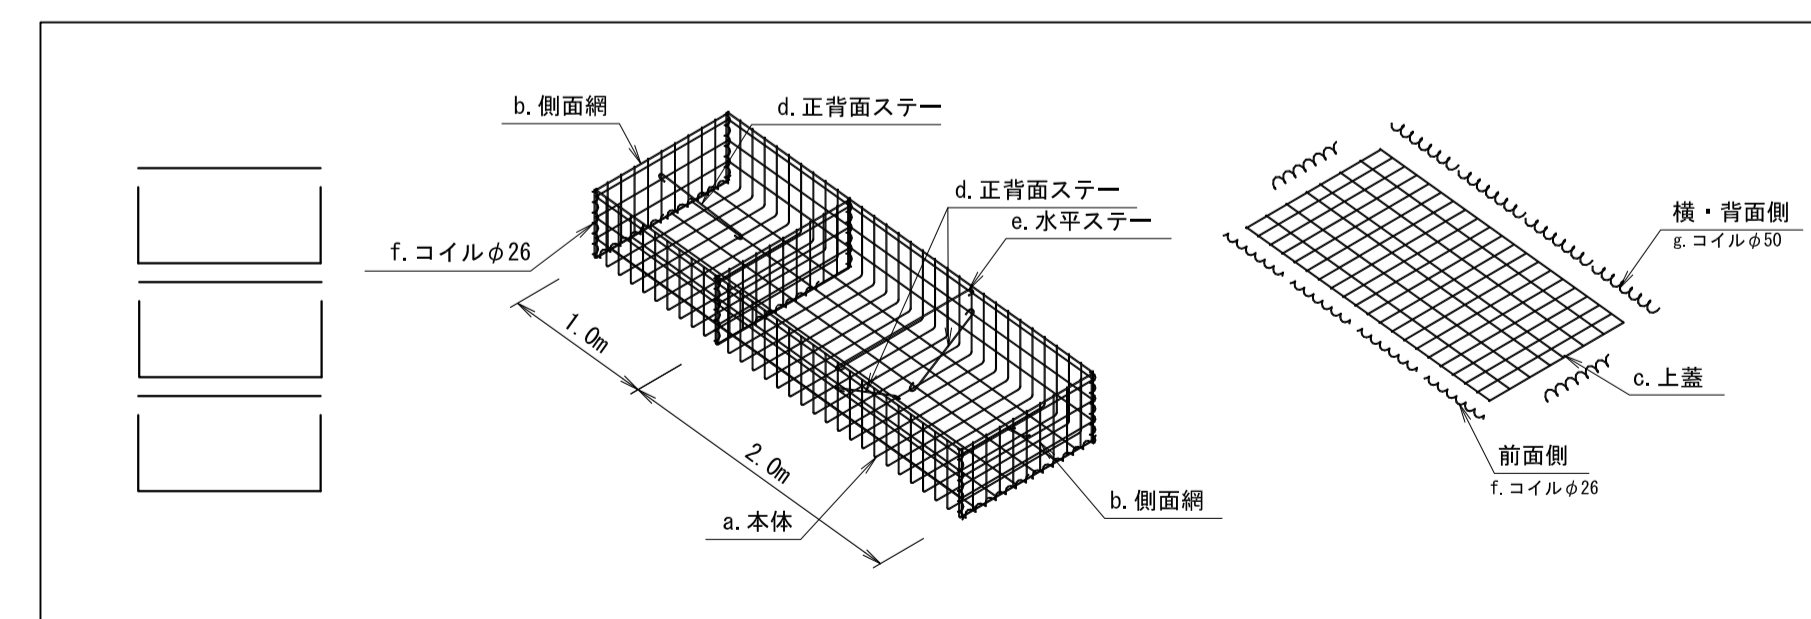 b.側面網
d.正背面ステー
d.正背面ステー
e.水平ステー
f.コイルφ26
1.0m
2.0m
a.本体
b.側面網
横・背面側
g.コイルφ50
c.上蓋
前面側
f.コイルφ26